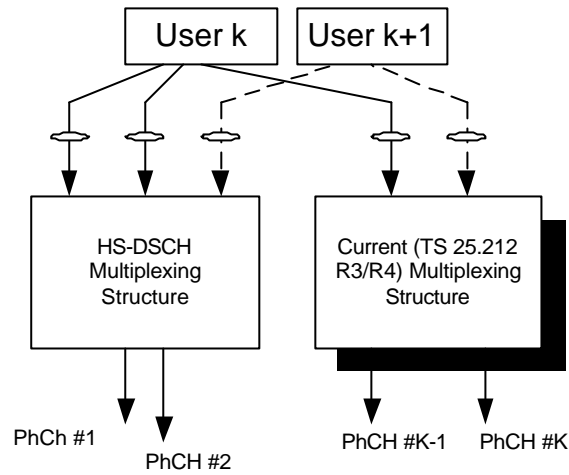 User k
User k+1
HS-DSCH
Multiplexing
Structure
Current (TS 25.212
R3/R4) Multiplexing
Structure
PhCh #1
PhCH #2
PhCH #K-1
PhCH #K